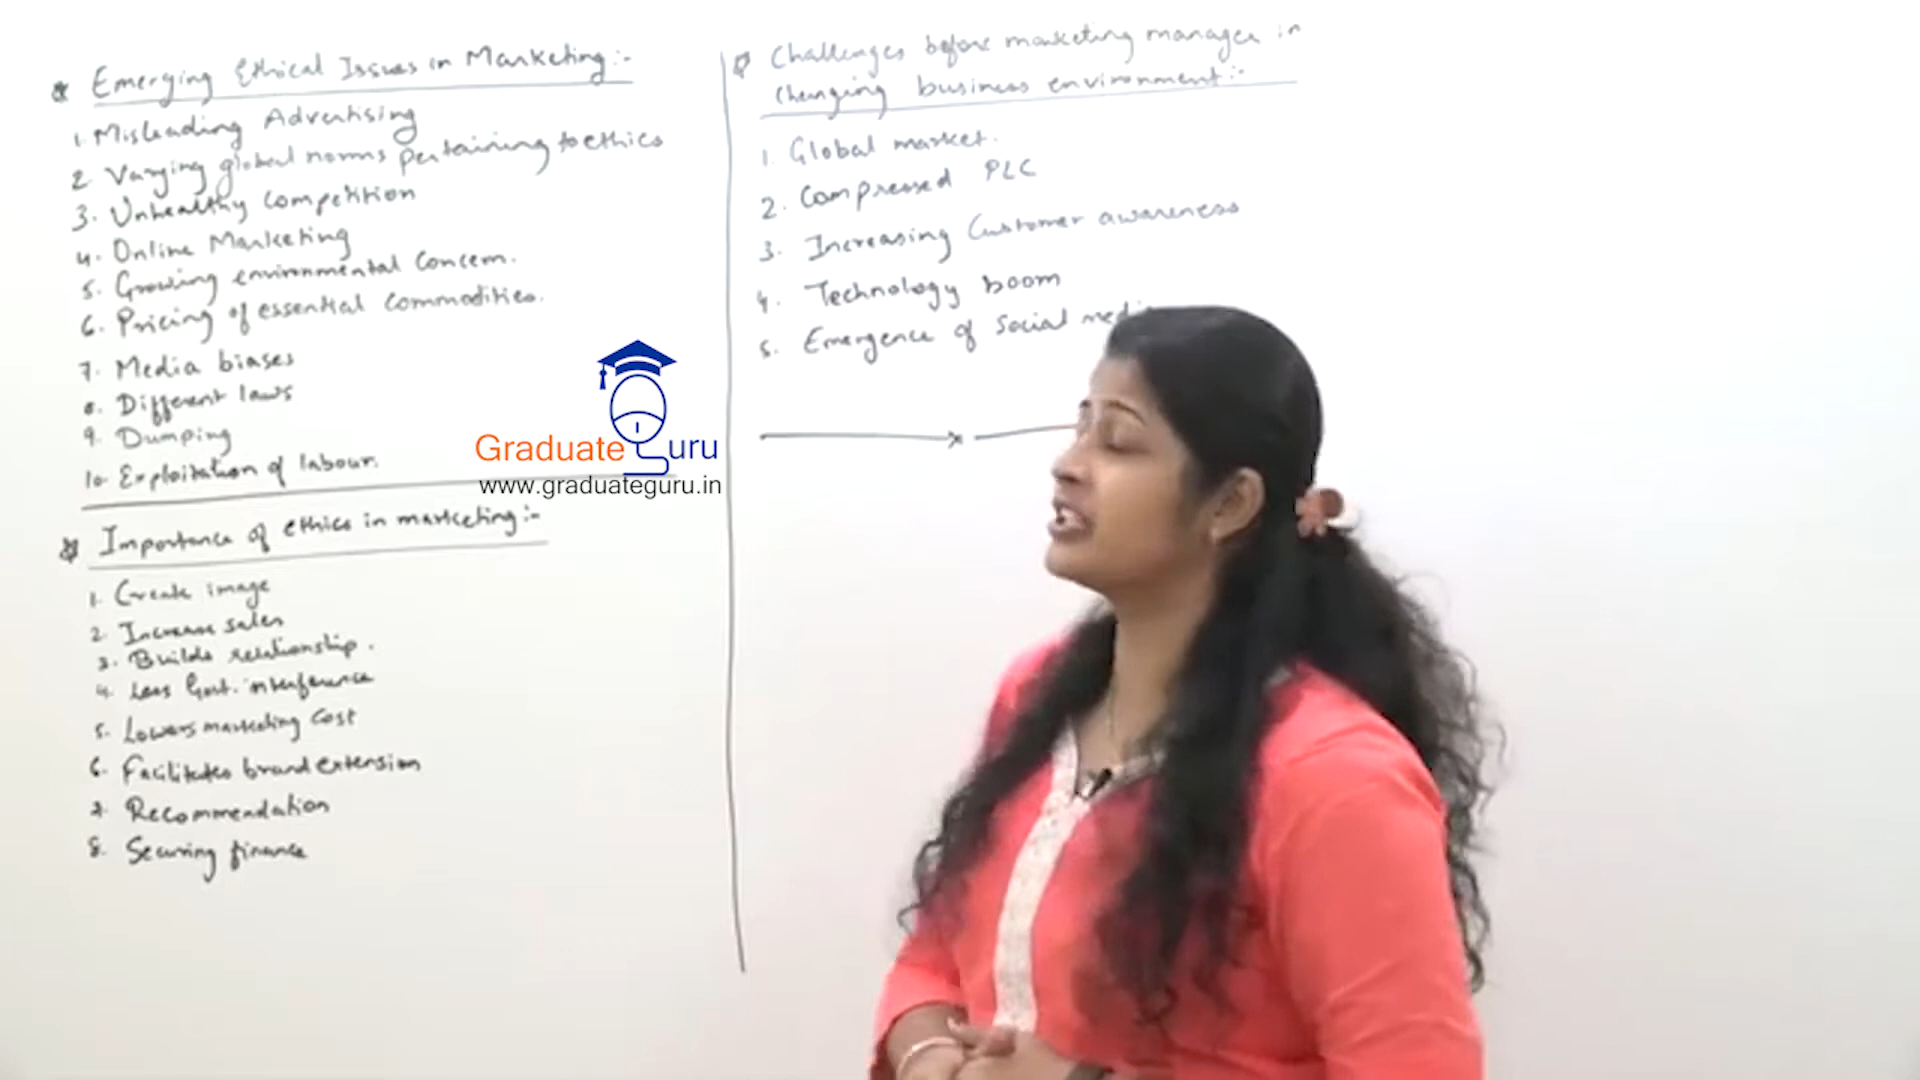 Emerging Ethical Issues in Marketing:-
1. Misleading Advertising
2. Varying global norms pertaining to ethics
3. Unhealthy Competition
4. Online Marketing
5. Growing environmental Concern.
6. Pricing of essential Commodities.
7. Media biases
8. Different laws
9. Dumping
10. Exploitation of labour.
Importance of ethics in marketing:-
1. Create image
2. Increase sales
3. Builds relationship.
4. Less Govt. interference
5. Lowers marketing Cost
6. Facilitates brand extension
7. Recommendation
8. Securing finance
Challenges before marketing manager in
Changing business environment:-
1. Global market.
2. Compressed PLC
3. Increasing Customer awareness
4. Technology boom
5. Emergence of Social
Graduate Guru
www.graduateguru.in